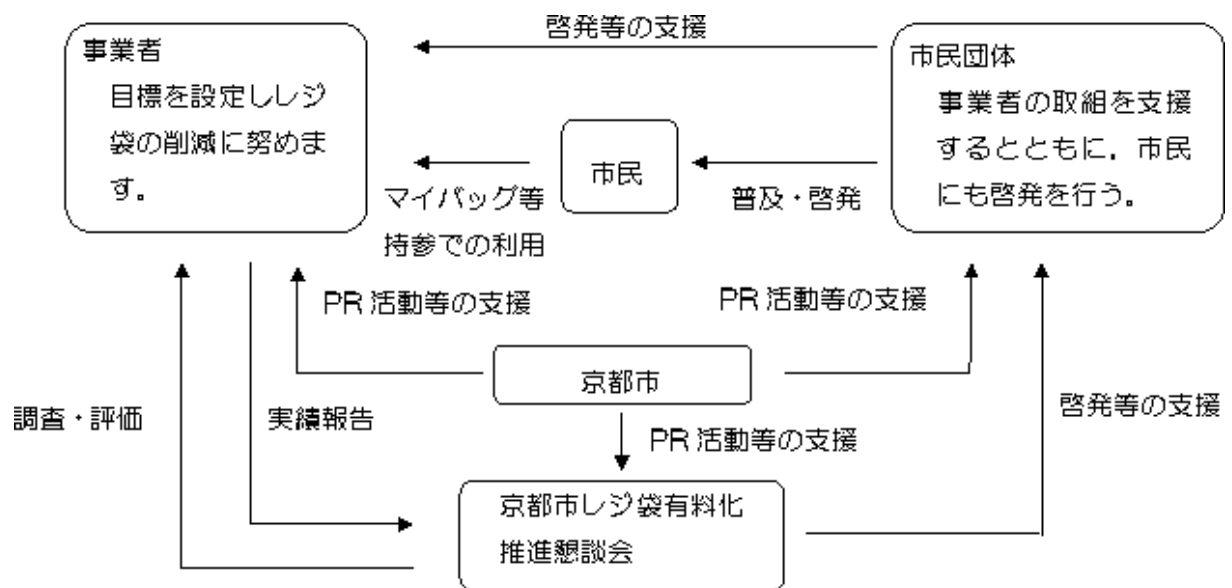 啓発等の支援
事業者
目標を設定しレジ
袋の削減に努めま
す。
市民団体
事業者の取組を支援
するとともに，市民
にも啓発を行う。
市民
マイバッグ等
持参での利用
普及・啓発
PR 活動等の支援
PR 活動等の支援
京都市
調査・評価
実績報告
PR 活動等の支援
啓発等の支援
京都市レジ袋有料化
推進懇談会